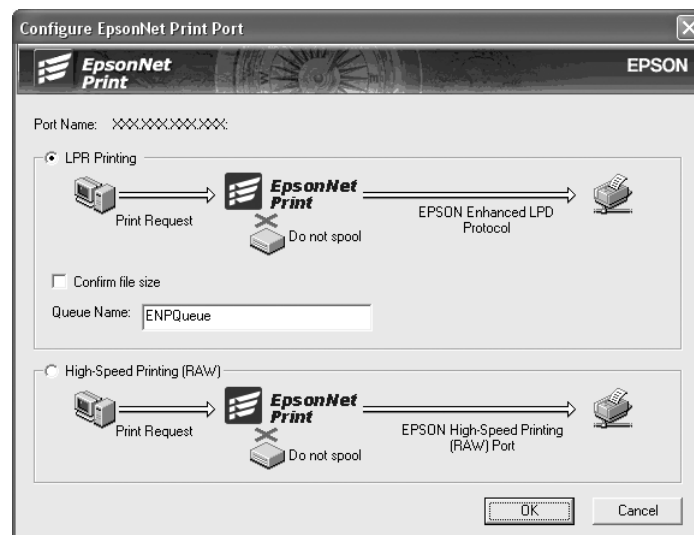 Configure EpsonNet Print Port
EpsonNet
Print
EPSON
Port Name: XXX.XXX.XXX.XXX:
LPR Printing
EpsonNet
Print
Print Request
EPSON Enhanced LPD
Protocol
Do not spool
Confirm file size
Queue Name: ENPQueue
High-Speed Printing (RAW)
EpsonNet
Print
Print Request
EPSON High-Speed Printing
(RAW) Port
Do not spool
OK
Cancel